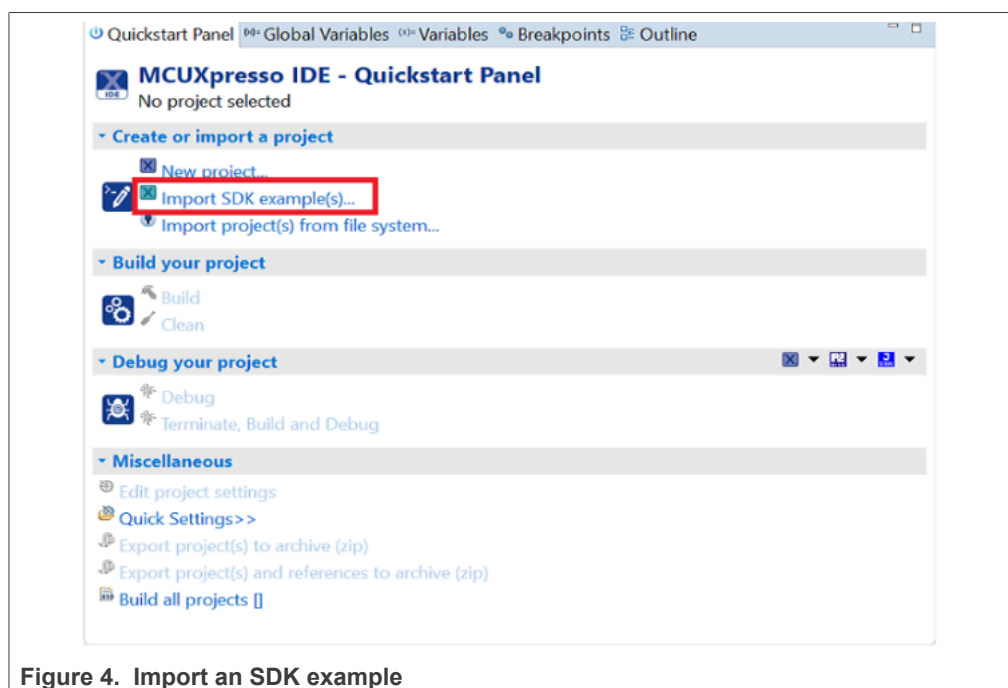 Quickstart Panel (x)= Global Variables (x)= Variables Breakpoints Outline
MCUXpresso IDE - Quickstart Panel
IDE
No project selected
Create or import a project
New project...
Import SDK example(s)...
Import project(s) from file system...
Build your project
Build
Clean
Debug your project
Debug
Terminate, Build and Debug
Miscellaneous
Edit project settings
Quick Settings>>
Export project(s) to archive (zip)
Export project(s) and references to archive (zip)
Build all projects []
Figure 4. Import an SDK example